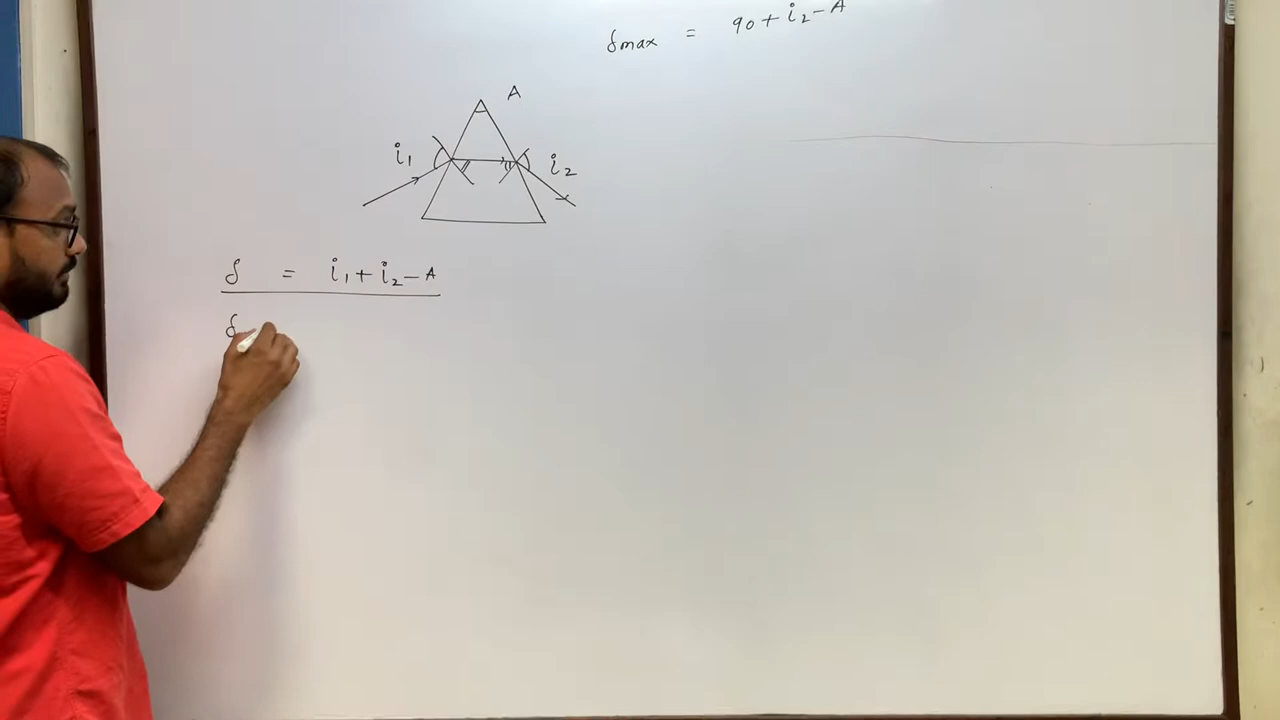 δmax = 90 + i₂ − A
A
i₁
i₂
δ = i₁ + i₂ − A
δ